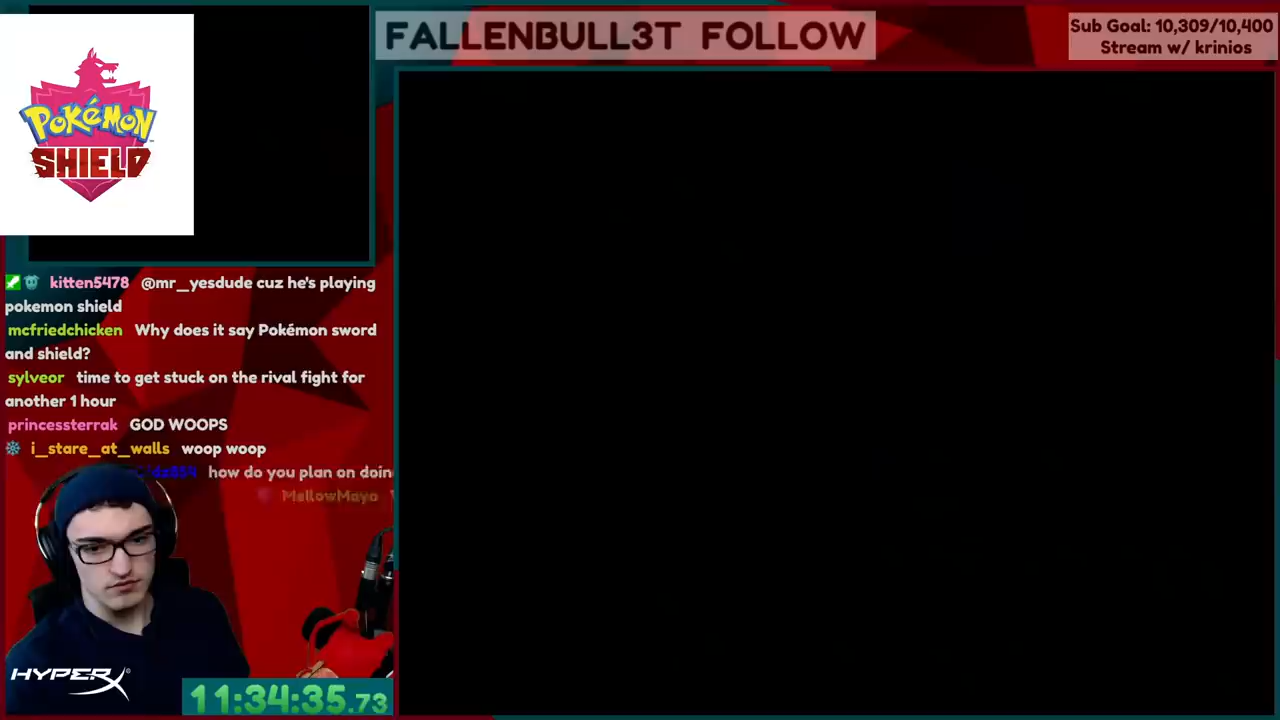 FALLENBULL3T FOLLOW
Sub Goal: 10,309/10,400
Stream w/ krinios
POKÉMON
SHIELD
kitten5478 @mr_yesdude cuz he's playing
pokemon shield
mcfriedchicken Why does it say Pokémon sword
and shield?
sylveor time to get stuck on the rival fight for
another 1 hour
princessterrak GOD WOOPS
i_stare_at_walls woop woop
how do you plan on doin
MellowMaya
HYPERX
11:34:35.73